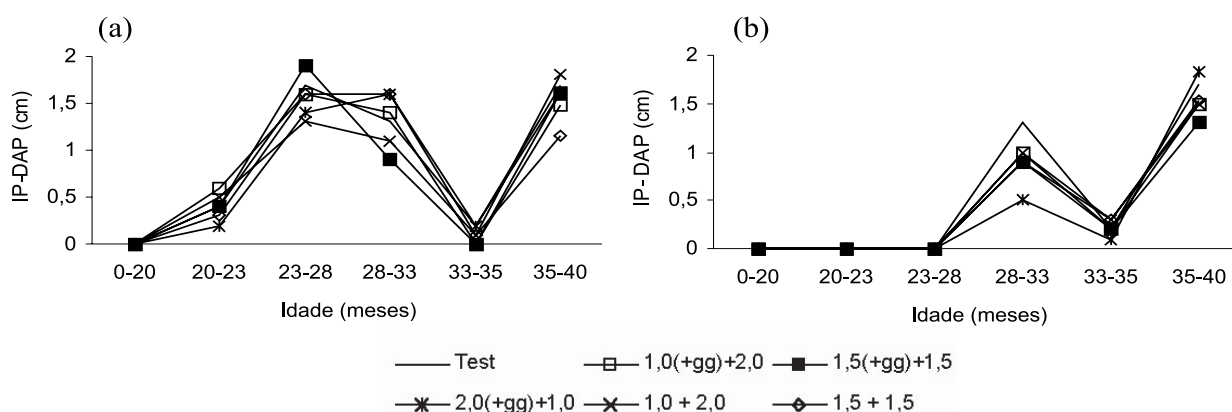 (a)
IP-DAP (cm)
2
1,5
1
0,5
0
0-20 20-23 23-28 28-33 33-35 35-40
Idade (meses)
(b)
IP- DAP (cm)
2
1,5
1
0,5
0
0-20 20-23 23-28 28-33 33-35 35-40
Idade (meses)
Test 1,0(+gg)+2,0 1,5(+gg)+1,5
2,0(+gg)+1,0 1,0 + 2,0 1,5 + 1,5